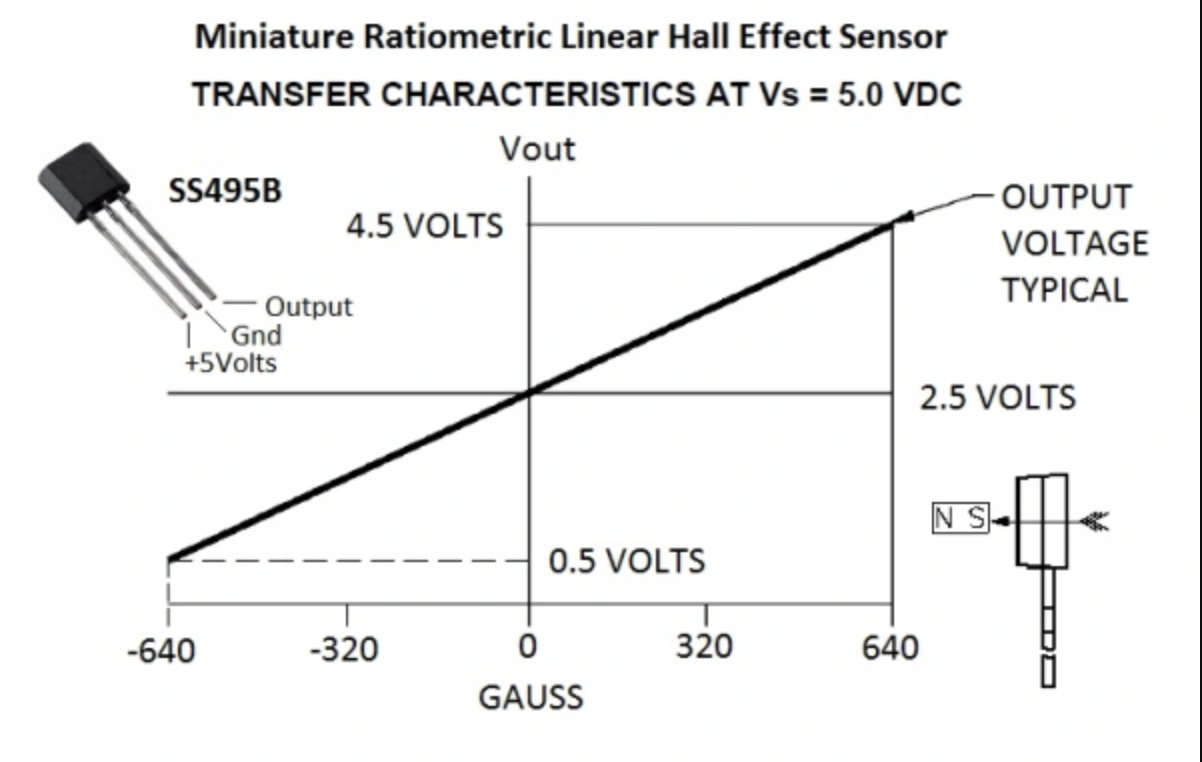 Miniature Ratiometric Linear Hall Effect Sensor
TRANSFER CHARACTERISTICS AT Vs = 5.0 VDC
Vout
SS495B
4.5 VOLTS
OUTPUT
VOLTAGE
TYPICAL
Output
Gnd
+5Volts
2.5 VOLTS
N S
0.5 VOLTS
-640
-320
0
320
640
GAUSS